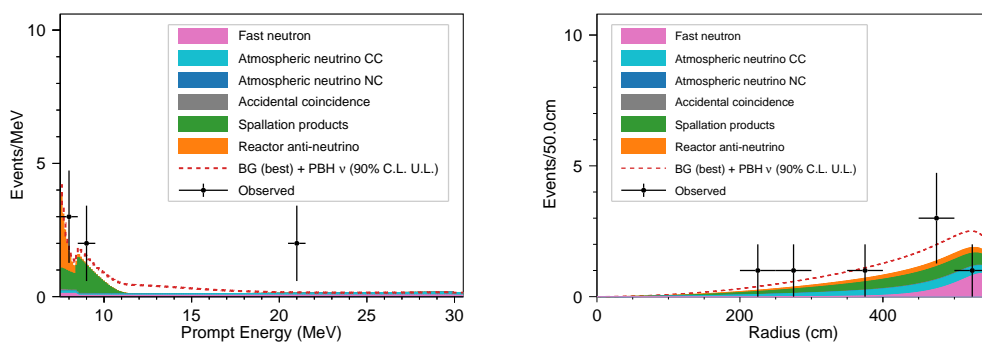 10
5
0
Events/MeV
Fast neutron
Atmospheric neutrino CC
Atmospheric neutrino NC
Accidental coincidence
Spallation products
Reactor anti-neutrino
BG (best) + PBH ν (90% C.L. U.L.)
Observed
10 15 20 25 30
Prompt Energy (MeV)
10
5
0
Events/50.0cm
Fast neutron
Atmospheric neutrino CC
Atmospheric neutrino NC
Accidental coincidence
Spallation products
Reactor anti-neutrino
BG (best) + PBH ν (90% C.L. U.L.)
Observed
0 200 400
Radius (cm)